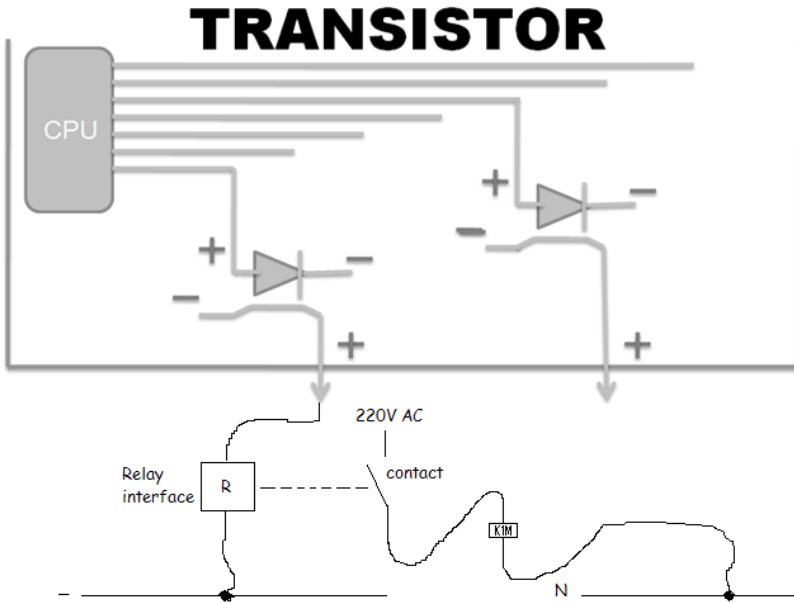 TRANSISTOR
CPU
+
−
−
+
−
−
+
+
220V AC
Relay
interface
R
contact
K1M
−
N